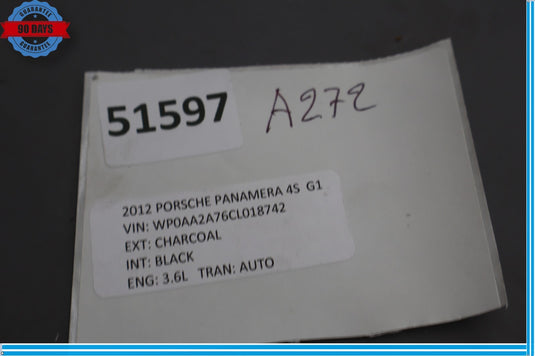 GUARANTEE
90 DAYS
GUARANTEE
51597
A272
2012 PORSCHE PANAMERA 4S G1
VIN: WP0AA2A76CL018742
EXT: CHARCOAL
INT: BLACK
ENG: 3.6L TRAN: AUTO